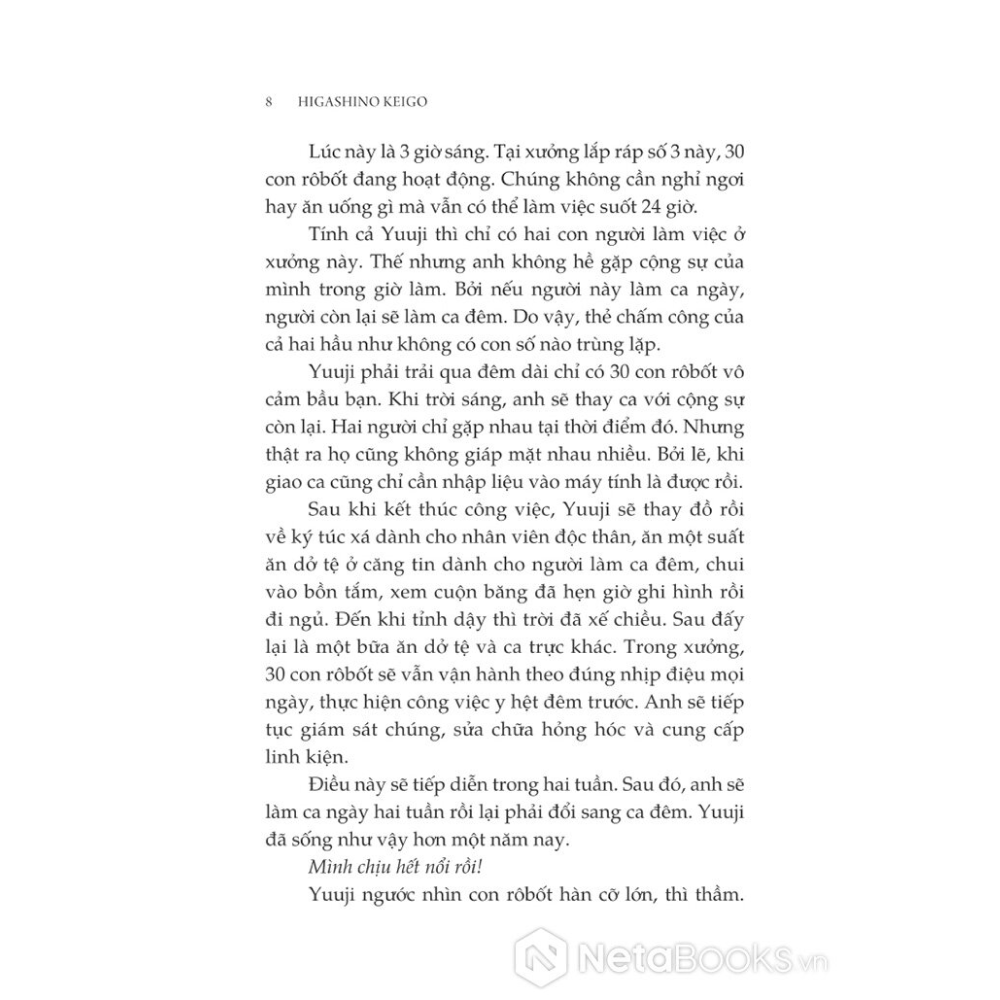 8 HIGASHINO KEIGO
Lúc này là 3 giờ sáng. Tại xưởng lắp ráp số 3 này, 30
con rôbốt đang hoạt động. Chúng không cần nghỉ ngơi
hay ăn uống gì mà vẫn có thể làm việc suốt 24 giờ.
Tính cả Yuuji thì chỉ có hai con người làm việc ở
xưởng này. Thế nhưng anh không hề gặp cộng sự của
mình trong giờ làm. Bởi nếu người này làm ca ngày,
người còn lại sẽ làm ca đêm. Do vậy, thẻ chấm công của
cả hai hầu như không có con số nào trùng lặp.
Yuuji phải trải qua đêm dài chỉ có 30 con rôbốt vô
cảm bầu bạn. Khi trời sáng, anh sẽ thay ca với cộng sự
còn lại. Hai người chỉ gặp nhau tại thời điểm đó. Nhưng
thật ra họ cũng không giáp mặt nhau nhiều. Bởi lẽ, khi
giao ca cũng chỉ cần nhập liệu vào máy tính là được rồi.
Sau khi kết thúc công việc, Yuuji sẽ thay đồ rồi
về ký túc xá dành cho nhân viên độc thân, ăn một suất
ăn dở tệ ở căng tin dành cho người làm ca đêm, chui
vào bồn tắm, xem cuộn băng đã hẹn giờ ghi hình rồi
đi ngủ. Đến khi tỉnh dậy thì trời đã xế chiều. Sau đấy
lại là một bữa ăn dở tệ và ca trực khác. Trong xưởng,
30 con rôbốt sẽ vẫn vận hành theo đúng nhịp điệu mọi
ngày, thực hiện công việc y hệt đêm trước. Anh sẽ tiếp
tục giám sát chúng, sửa chữa hỏng hóc và cung cấp
linh kiện.
Điều này sẽ tiếp diễn trong hai tuần. Sau đó, anh sẽ
làm ca ngày hai tuần rồi lại phải đổi sang ca đêm. Yuuji
đã sống như vậy hơn một năm nay.
Mình chịu hết nổi rồi!
Yuuji ngước nhìn con rôbốt hàn cỡ lớn, thì thầm.
NetaBooks.vn